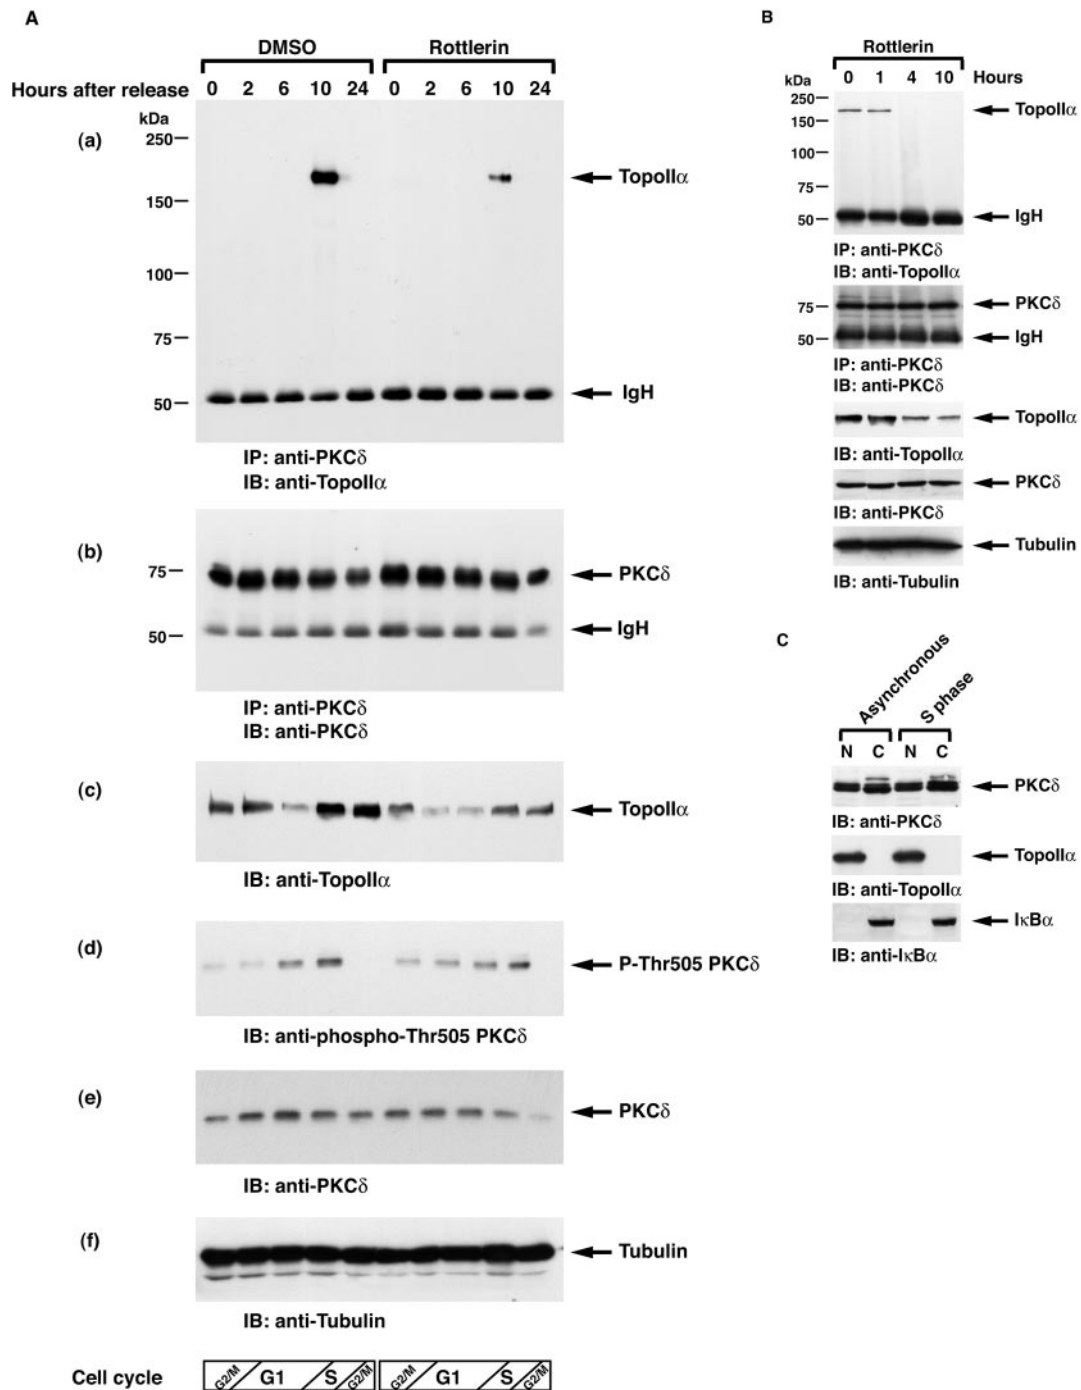 A
DMSO Rottlerin
Hours after release 0 2 6 10 24 0 2 6 10 24
kDa
(a)
250
150
100
75
50
TopoIIα
IgH
IP: anti-PKCδ
IB: anti-TopoIIα
(b)
75
50
PKCδ
IgH
IP: anti-PKCδ
IB: anti-PKCδ
(c)
TopoIIα
IB: anti-TopoIIα
(d)
P-Thr505 PKCδ
IB: anti-phospho-Thr505 PKCδ
(e)
PKCδ
IB: anti-PKCδ
(f)
Tubulin
IB: anti-Tubulin
Cell cycle G2/M G1 S G2/M G2/M G1 S G2/M
B
Rottlerin
0 1 4 10 Hours
kDa
250
150
100
75
50
TopoIIα
IgH
IP: anti-PKCδ
IB: anti-TopoIIα
75
50
PKCδ
IgH
IP: anti-PKCδ
IB: anti-PKCδ
TopoIIα
IB: anti-TopoIIα
PKCδ
IB: anti-PKCδ
Tubulin
IB: anti-Tubulin
C
Asynchronous S phase
N C N C
PKCδ
IB: anti-PKCδ
TopoIIα
IB: anti-TopoIIα
IκBα
IB: anti-IκBα